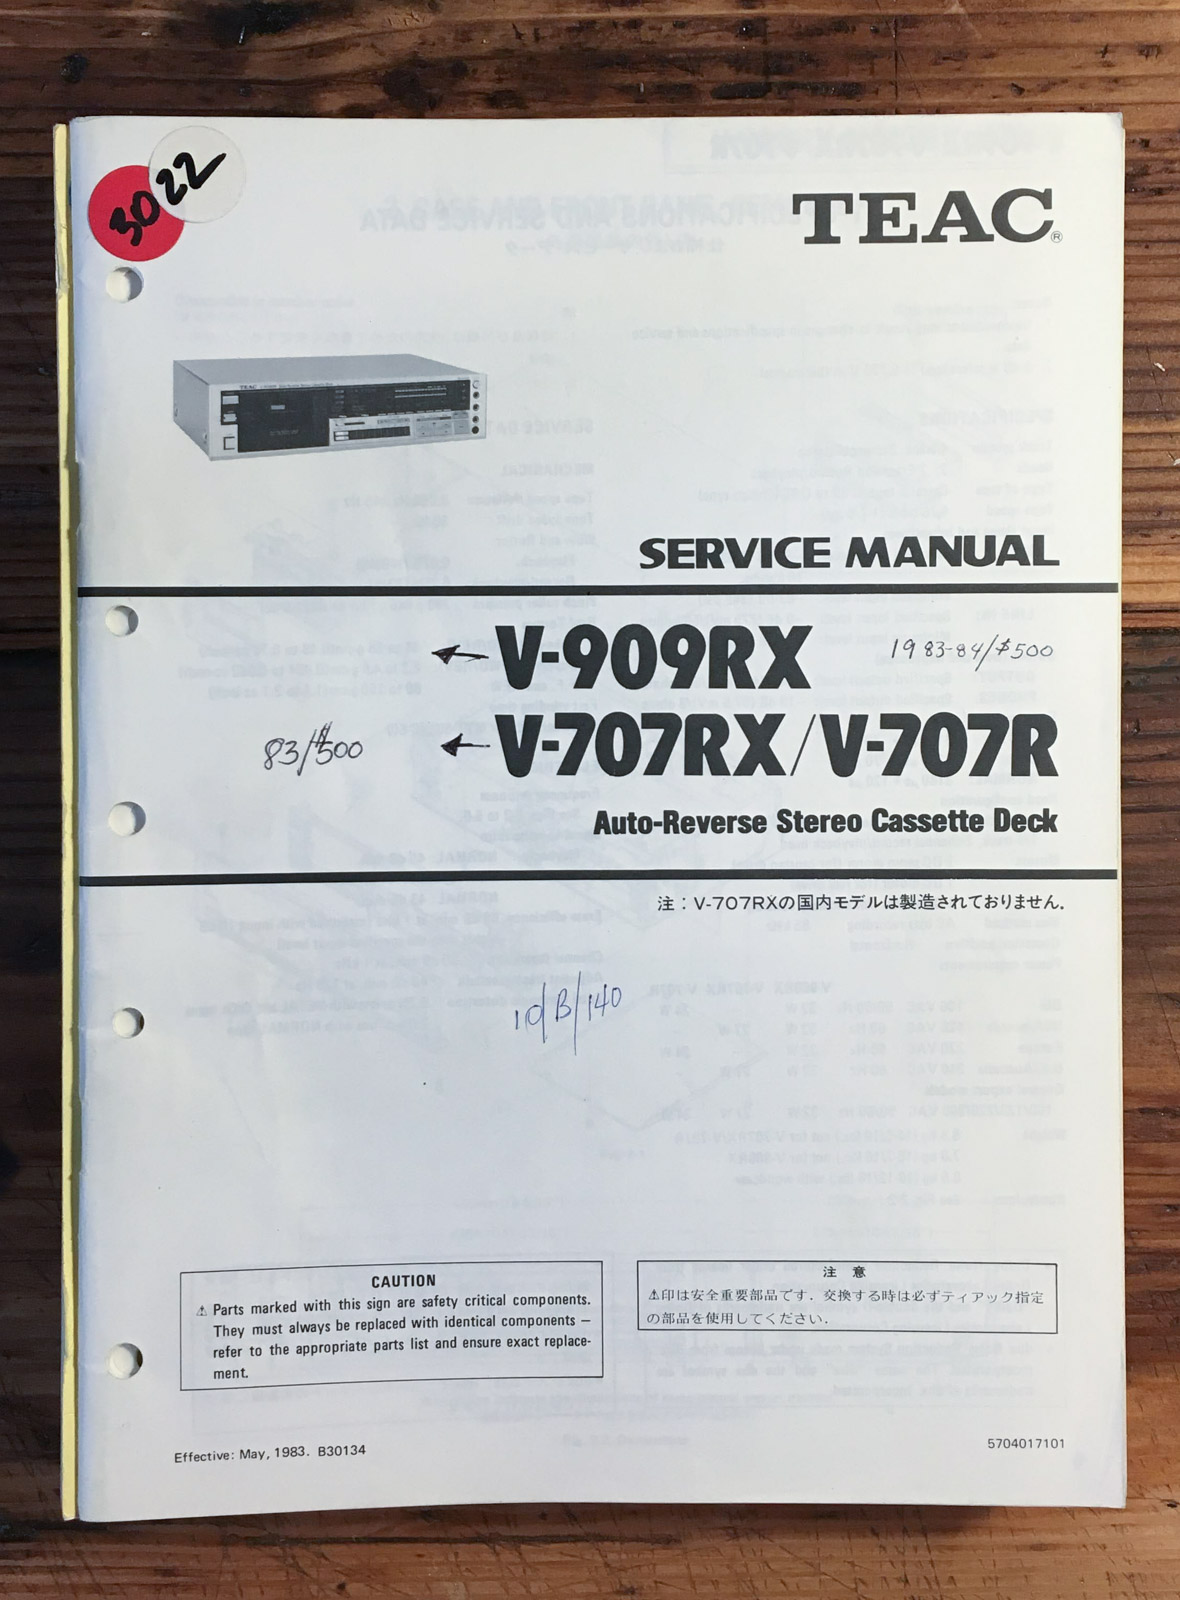 3022
TEAC®
TEAC
SERVICE MANUAL
V-909RX
1983-84/$500
V-707RX/V-707R
83/$500
Auto-Reverse Stereo Cassette Deck
注：V-707RXの国内モデルは製造されておりません.
10/B/140
CAUTION
⚠ Parts marked with this sign are safety critical components.
They must always be replaced with identical components –
refer to the appropriate parts list and ensure exact replace-
ment.
注 意
⚠印は安全重要部品です．交換する時は必ずティアック指定
の部品を使用してください．
Effective: May, 1983. B30134
5704017101